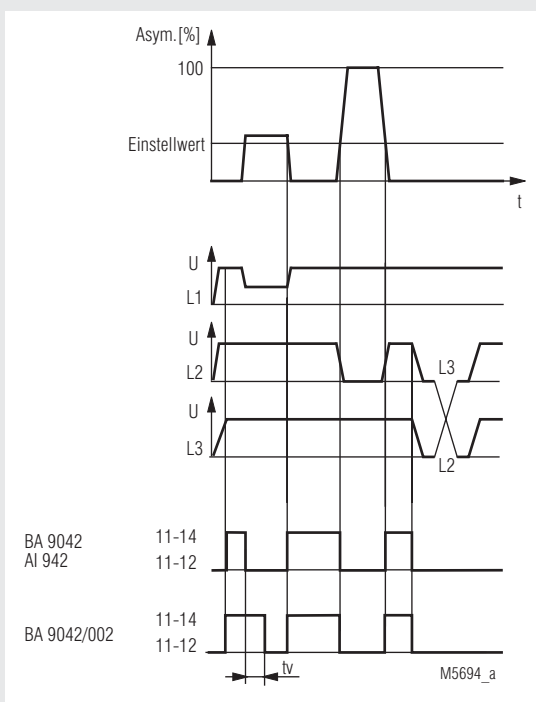 Asym.[%]
100
Einstellwert
t
U
L1
U
L2
L3
U
L3
L2
BA 9042
AI 942
11-14
11-12
BA 9042/002
11-14
11-12
tv
M5694_a